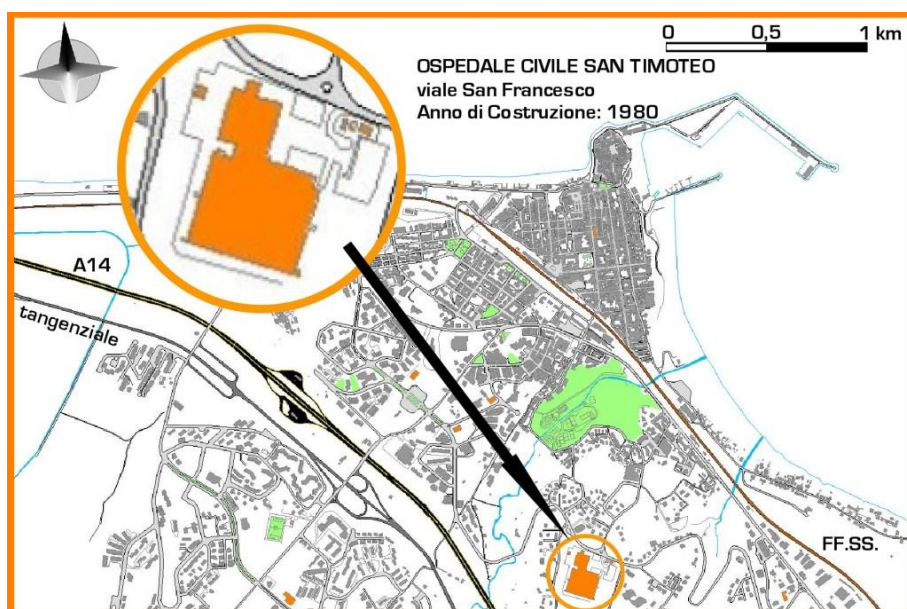 0 0,5 1 km
OSPEDALE CIVILE SAN TIMOTEO
viale San Francesco
Anno di Costruzione: 1980
A14
tangenziale
FF.SS.